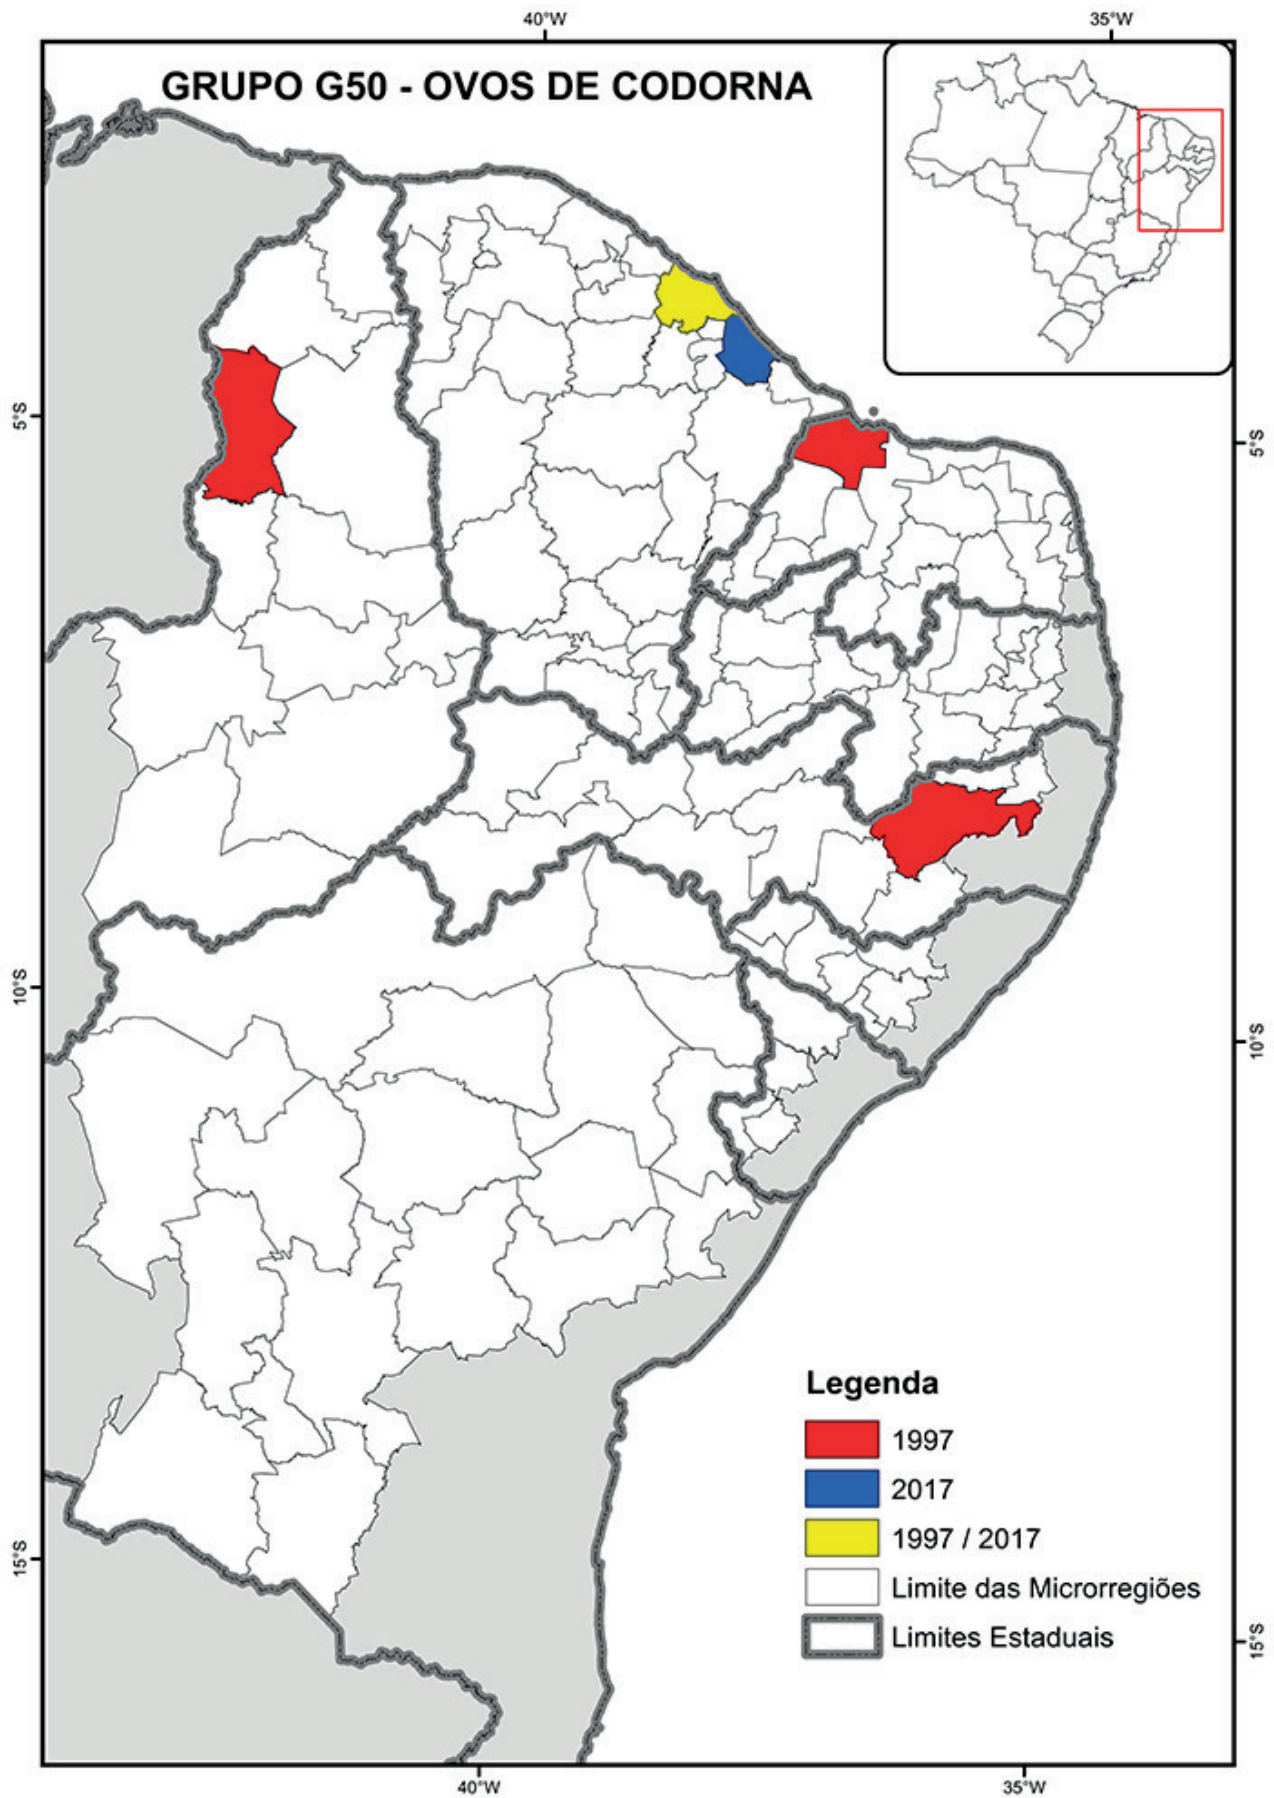 40°W
35°W
GRUPO G50 - OVOS DE CODORNA
5°S
5°S
10°S
10°S
Legenda
1997
2017
1997 / 2017
Limite das Microrregiões
Limites Estaduais
15°S
15°S
40°W
35°W